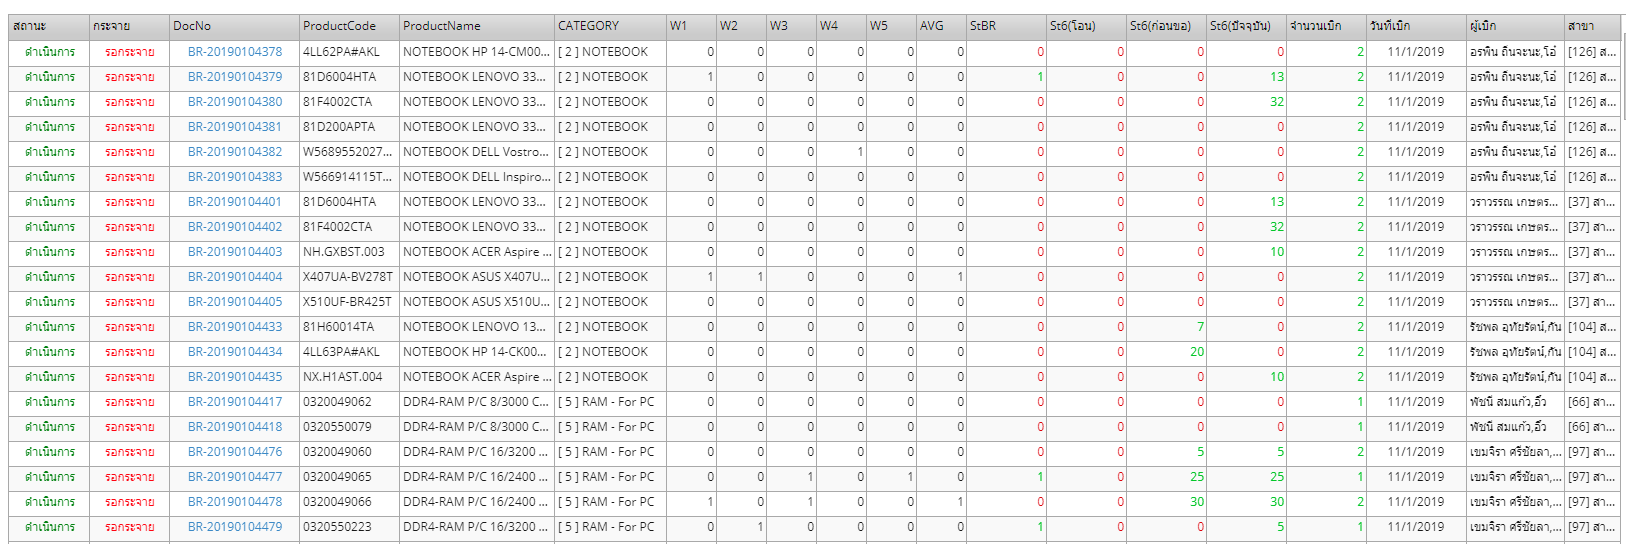 สถานะ กระจาย DocNo ProductCode ProductName CATEGORY W1 W2 W3 W4 W5 AVG StBR St6(โอน) St6(ก่อนขอ) St6(ปัจจุบัน) จำนวนเบิก วันที่เบิก ผู้เบิก สาขา
ดำเนินการ รอกระจาย BR-20190104378 4LL62PA#AKL NOTEBOOK HP 14-CM00... [ 2 ] NOTEBOOK 0 0 0 0 0 0 0 0 0 0 2 11/1/2019 อรพิน ถิ่นจะนะ,โอ๋ [126] ส...
ดำเนินการ รอกระจาย BR-20190104379 81D6004HTA NOTEBOOK LENOVO 33... [ 2 ] NOTEBOOK 1 0 0 0 0 0 1 0 0 13 2 11/1/2019 อรพิน ถิ่นจะนะ,โอ๋ [126] ส...
ดำเนินการ รอกระจาย BR-20190104380 81F4002CTA NOTEBOOK LENOVO 33... [ 2 ] NOTEBOOK 0 0 0 0 0 0 0 0 0 32 2 11/1/2019 อรพิน ถิ่นจะนะ,โอ๋ [126] ส...
ดำเนินการ รอกระจาย BR-20190104381 81D200APTA NOTEBOOK LENOVO 33... [ 2 ] NOTEBOOK 0 0 0 0 0 0 0 0 0 0 2 11/1/2019 อรพิน ถิ่นจะนะ,โอ๋ [126] ส...
ดำเนินการ รอกระจาย BR-20190104382 W5689552027... NOTEBOOK DELL Vostro... [ 2 ] NOTEBOOK 0 0 0 1 0 0 0 0 0 0 2 11/1/2019 อรพิน ถิ่นจะนะ,โอ๋ [126] ส...
ดำเนินการ รอกระจาย BR-20190104383 W566914115T... NOTEBOOK DELL Inspiro... [ 2 ] NOTEBOOK 0 0 0 0 0 0 0 0 0 0 2 11/1/2019 อรพิน ถิ่นจะนะ,โอ๋ [126] ส...
ดำเนินการ รอกระจาย BR-20190104401 81D6004HTA NOTEBOOK LENOVO 33... [ 2 ] NOTEBOOK 0 0 0 0 0 0 0 0 0 13 2 11/1/2019 วราวรรณ เกษตร... [37] สา...
ดำเนินการ รอกระจาย BR-20190104402 81F4002CTA NOTEBOOK LENOVO 33... [ 2 ] NOTEBOOK 0 0 0 0 0 0 0 0 0 32 2 11/1/2019 วราวรรณ เกษตร... [37] สา...
ดำเนินการ รอกระจาย BR-20190104403 NH.GXBST.003 NOTEBOOK ACER Aspire ... [ 2 ] NOTEBOOK 0 0 0 0 0 0 0 0 0 10 2 11/1/2019 วราวรรณ เกษตร... [37] สา...
ดำเนินการ รอกระจาย BR-20190104404 X407UA-BV278T NOTEBOOK ASUS X407U... [ 2 ] NOTEBOOK 1 1 0 0 0 1 0 0 0 0 2 11/1/2019 วราวรรณ เกษตร... [37] สา...
ดำเนินการ รอกระจาย BR-20190104405 X510UF-BR425T NOTEBOOK ASUS X510U... [ 2 ] NOTEBOOK 0 0 0 0 0 0 0 0 0 0 2 11/1/2019 วราวรรณ เกษตร... [37] สา...
ดำเนินการ รอกระจาย BR-20190104433 81H60014TA NOTEBOOK LENOVO 13... [ 2 ] NOTEBOOK 0 0 0 0 0 0 0 0 7 0 2 11/1/2019 รัชพล อุทัยรัตน์,กัน [104] ส...
ดำเนินการ รอกระจาย BR-20190104434 4LL63PA#AKL NOTEBOOK HP 14-CK00... [ 2 ] NOTEBOOK 0 0 0 0 0 0 0 0 20 0 2 11/1/2019 รัชพล อุทัยรัตน์,กัน [104] ส...
ดำเนินการ รอกระจาย BR-20190104435 NX.H1AST.004 NOTEBOOK ACER Aspire ... [ 2 ] NOTEBOOK 0 0 0 0 0 0 0 0 0 10 2 11/1/2019 รัชพล อุทัยรัตน์,กัน [104] ส...
ดำเนินการ รอกระจาย BR-20190104417 0320049062 DDR4-RAM P/C 8/3000 C... [ 5 ] RAM - For PC 0 0 0 0 0 0 0 0 0 0 1 11/1/2019 พัชนี สมแก้ว,อิ๋ว [66] สา...
ดำเนินการ รอกระจาย BR-20190104418 0320550079 DDR4-RAM P/C 8/3000 C... [ 5 ] RAM - For PC 0 0 0 0 0 0 0 0 0 0 1 11/1/2019 พัชนี สมแก้ว,อิ๋ว [66] สา...
ดำเนินการ รอกระจาย BR-20190104476 0320049060 DDR4-RAM P/C 16/3200 ... [ 5 ] RAM - For PC 0 0 0 0 0 0 0 0 5 5 2 11/1/2019 เขมจิรา ศรีชัยลา,... [97] สา...
ดำเนินการ รอกระจาย BR-20190104477 0320049065 DDR4-RAM P/C 16/2400 ... [ 5 ] RAM - For PC 0 0 1 0 1 0 1 0 25 25 1 11/1/2019 เขมจิรา ศรีชัยลา,... [97] สา...
ดำเนินการ รอกระจาย BR-20190104478 0320049066 DDR4-RAM P/C 16/2400 ... [ 5 ] RAM - For PC 1 0 1 0 0 1 0 0 30 30 2 11/1/2019 เขมจิรา ศรีชัยลา,... [97] สา...
ดำเนินการ รอกระจาย BR-20190104479 0320550223 DDR4-RAM P/C 16/3200 ... [ 5 ] RAM - For PC 0 1 0 0 0 0 1 0 0 5 1 11/1/2019 เขมจิรา ศรีชัยลา,... [97] สา...